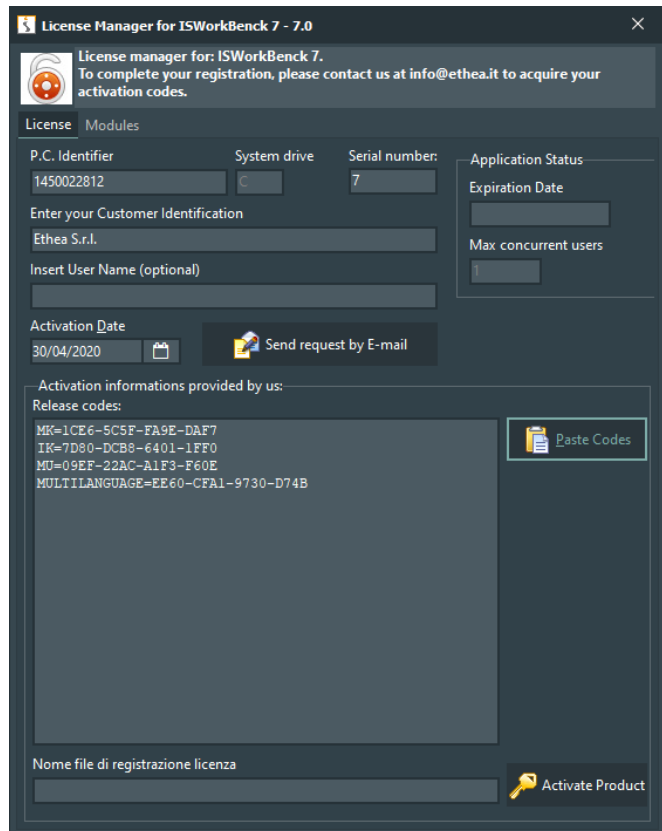 License Manager for ISWorkBenck 7 - 7.0
License manager for: ISWorkBenck 7.
To complete your registration, please contact us at info@ethea.it to acquire your
activation codes.
License Modules
P.C. Identifier System drive Serial number:
1450022812 C 7
Application Status
Expiration Date
Enter your Customer Identification
Ethea S.r.l.
Max concurrent users
1
Insert User Name (optional)
Activation Date
30/04/2020
Send request by E-mail
Activation informations provided by us:
Release codes:
MK=1CE6-5C5F-FA9E-DAF7
IK=7D80-DCB8-6401-1FF0
MU=09EF-22AC-A1F3-F60E
MULTILANGUAGE=EE60-CFA1-9730-D74B
Paste Codes
Nome file di registrazione licenza
Activate Product